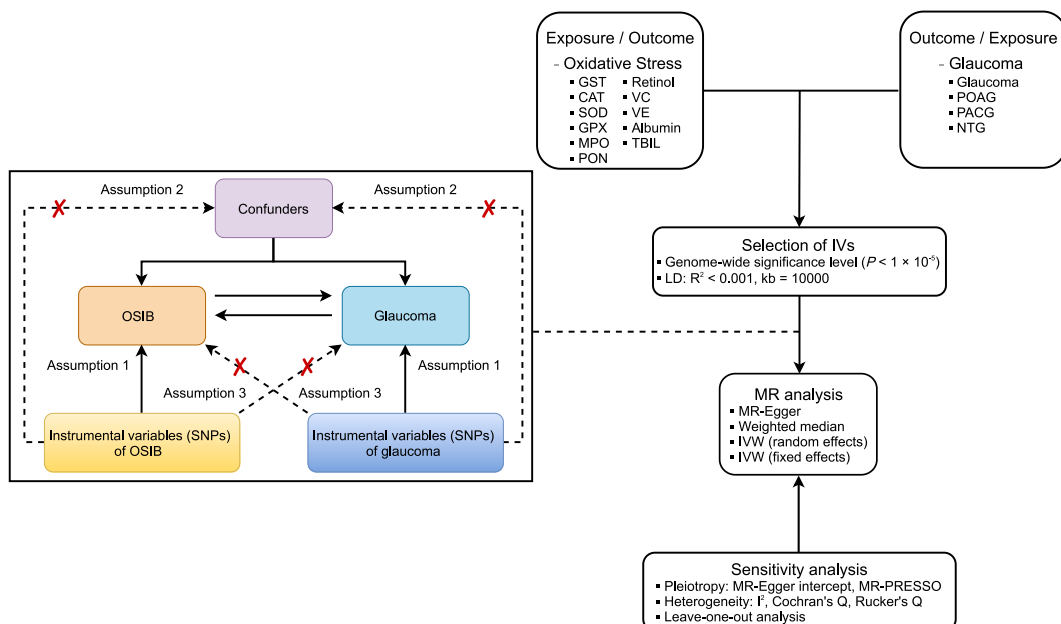 Exposure / Outcome
- Oxidative Stress
▪ GST ▪ Retinol
▪ CAT ▪ VC
▪ SOD ▪ VE
▪ GPX ▪ Albumin
▪ MPO ▪ TBIL
▪ PON
Outcome / Exposure
- Glaucoma
▪ Glaucoma
▪ POAG
▪ PACG
▪ NTG
Assumption 2
Assumption 2
Confunders
OSIB
Glaucoma
Assumption 1
Assumption 1
Assumption 3
Assumption 3
Instrumental variables (SNPs)
of OSIB
Instrumental variables (SNPs)
of glaucoma
Selection of IVs
▪ Genome-wide significance level (P < 1 × 10⁻⁵)
▪ LD: R² < 0.001, kb = 10000
MR analysis
▪ MR-Egger
▪ Weighted median
▪ IVW (random effects)
▪ IVW (fixed effects)
Sensitivity analysis
▪ Pleiotropy: MR-Egger intercept, MR-PRESSO
▪ Heterogeneity: I², Cochran's Q, Rucker's Q
▪ Leave-one-out analysis